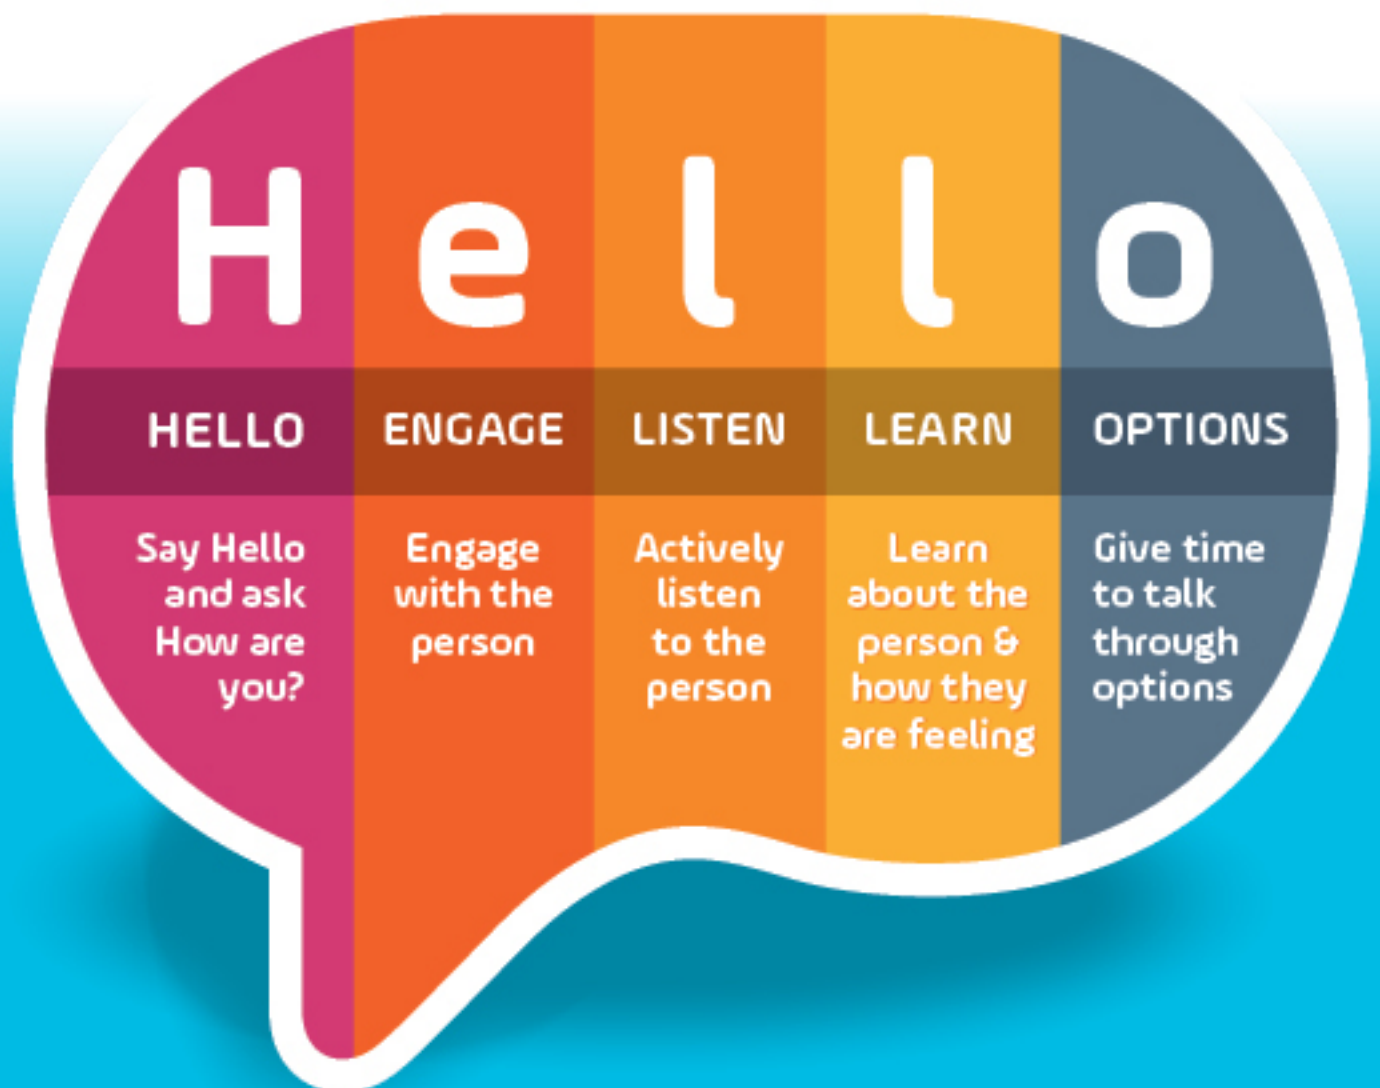 Hello
HELLO ENGAGE LISTEN LEARN OPTIONS
Say Hello
and ask
How are
you?
Engage
with the
person
Actively
listen
to the
person
Learn
about the
person &
how they
are feeling
Give time
to talk
through
options